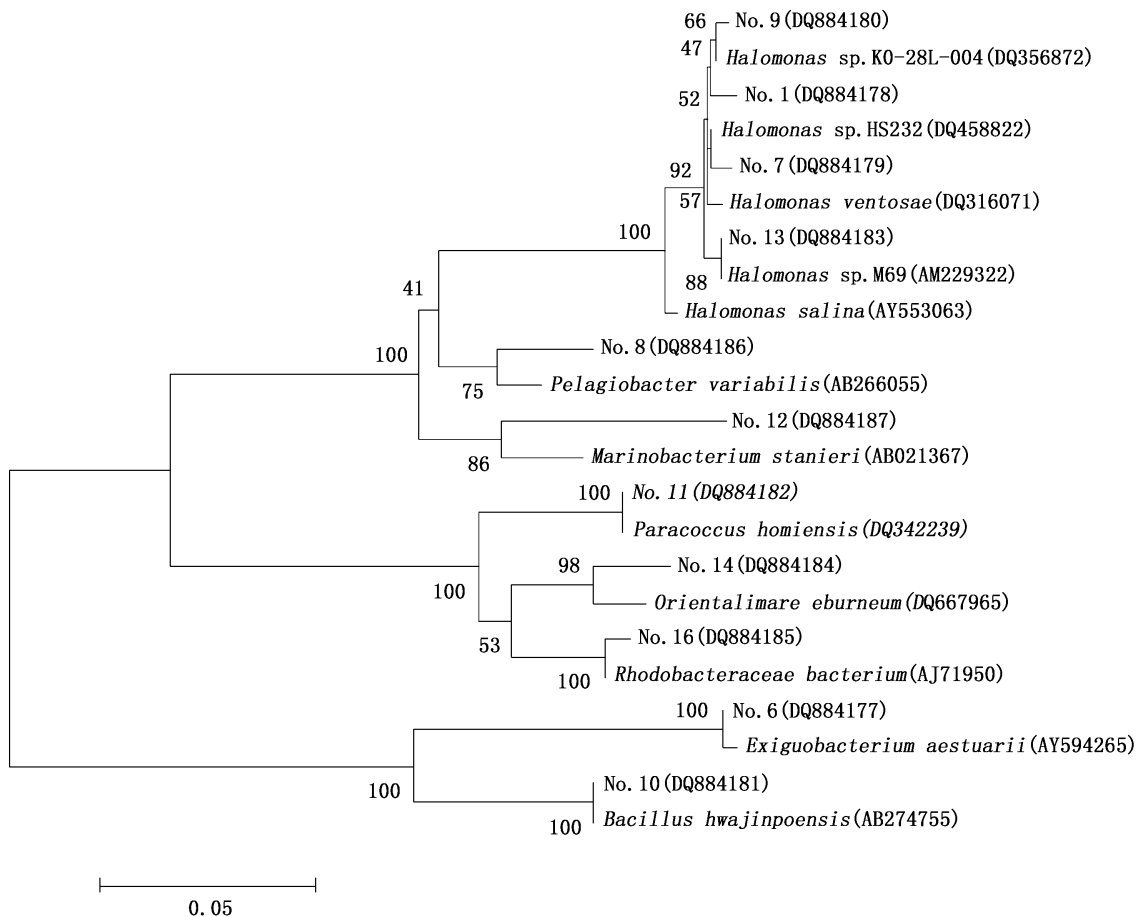 66
No.9(DQ884180)
47
Halomonas sp.K0-28L-004(DQ356872)
52
No.1(DQ884178)
Halomonas sp.HS232(DQ458822)
92
No.7(DQ884179)
57
Halomonas ventosae(DQ316071)
100
No.13(DQ884183)
88
Halomonas sp.M69(AM229322)
41
Halomonas salina(AY553063)
100
No.8(DQ884186)
75
Pelagiobacter variabilis(AB266055)
No.12(DQ884187)
86
Marinobacterium stanieri(AB021367)
100
No.11(DQ884182)
Paracoccus homiensis(DQ342239)
98
No.14(DQ884184)
100
Orientalimare eburneum(DQ667965)
53
No.16(DQ884185)
100
Rhodobacteraceae bacterium(AJ71950)
100
No.6(DQ884177)
Exiguobacterium aestuarii(AY594265)
100
No.10(DQ884181)
100
Bacillus hwajinpoensis(AB274755)
0.05